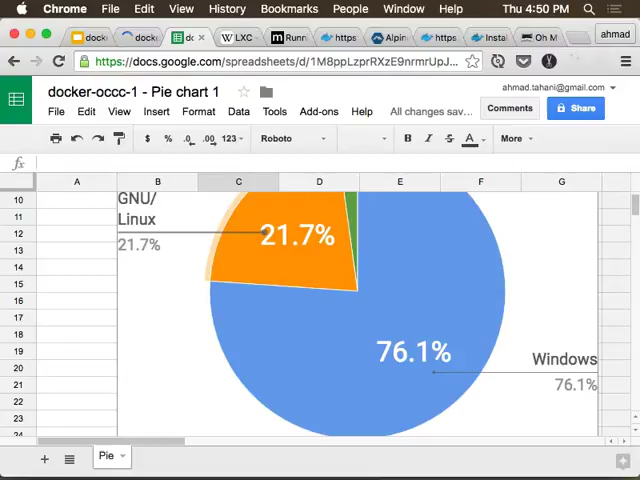 Chrome File Edit View History Bookmarks People Window Help Thu 4:50 PM
docke docke do LXC Runn https Alpin https Instal Oh M ahmad
https://docs.google.com/spreadsheets/d/1M8ppLzprRXzE9nrmrUpJ...
docker-occc-1 - Pie chart 1
ahmad.tahani@gmail.com
File Edit View Insert Format Data Tools Add-ons Help All changes sav...
Comments
Share
$ % .0 .00 123 Roboto B I S A More
fx
A B C D E F G
10
11
12
13
14
15
16
17
18
19
20
21
22
23
24
GNU/
Linux
21.7%
21.7%
76.1%
Windows
76.1%
Pie